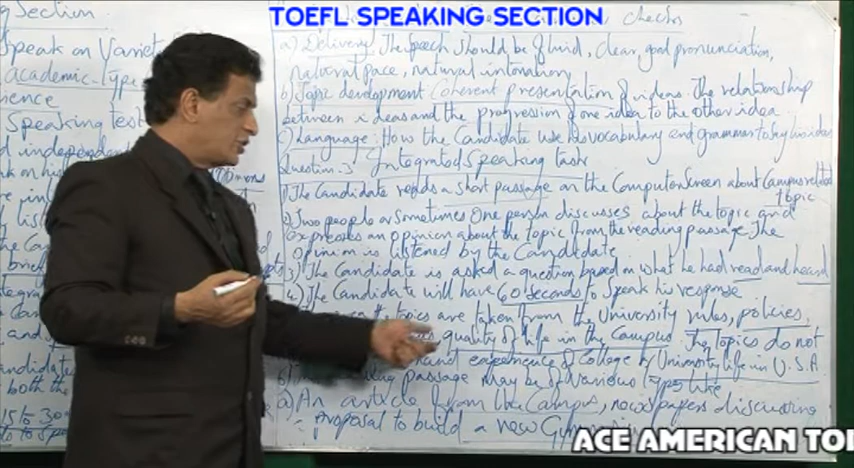 TOEFL SPEAKING SECTION
g Section.
checks
Speak on Variet
a) Delivery: The Speech should be fluid, clear, good pronunciation,
academic-type
natural pace, natural intonation
ience
b) Topic development Coherent presentation of ideas. The relationship
Speaking test
between ideas and the progression of one idea to the other idea
d independent
c) Language: How the Candidate use his vocabulary and grammar to say his ideas
Question:3 Integrated Speaking task
1) The Candidate reads a short passage on the Computer Screen about Campus related topic
2) Two people or sometimes One person discusses about the topic and
expresses an opinion about the topic from the reading passage. The
opinion is listened by the Candidate
3) The Candidate is asked a question based on what he had read and heard
4) The Candidate will have 60 seconds to speak his response
topics are taken from the University rules, policies,
quality of life in the Campus. The topics do not
experience of College or University life in U.S.A
passage may be of various types like
both the
a) An article from the Campus, newspapers discussing
15 to 30
proposal to build a new
ACE AMERICAN TO